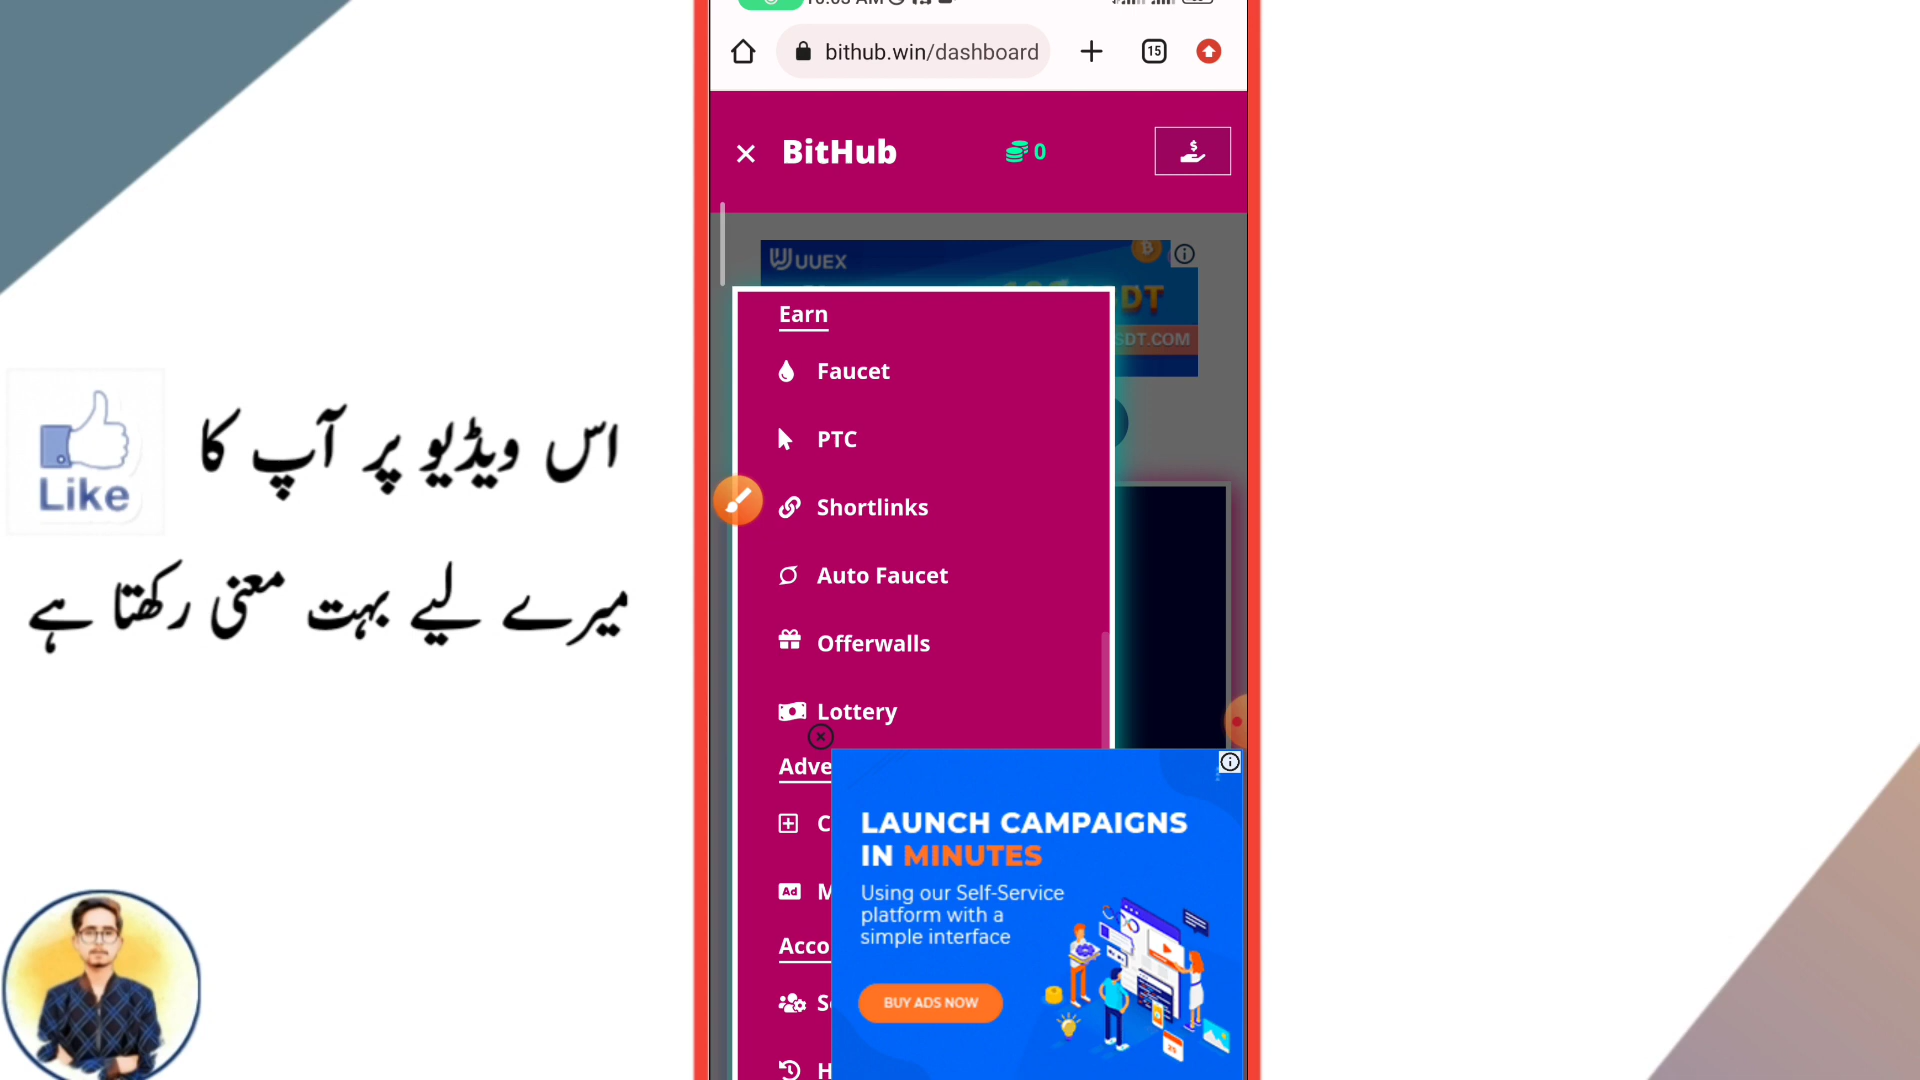 bithub.win/dashboard
15
BitHub
0
UUEX
DT
SDT.COM
Earn
Faucet
PTC
Shortlinks
Auto Faucet
Offerwalls
Lottery
Adve
C
Ad M
Acco
S
H
LAUNCH CAMPAIGNS
IN MINUTES
Using our Self-Service
platform with a
simple interface
BUY ADS NOW
اس ویڈیو پر آپ کا
Like
میرے لیے بہت معنی رکھتا ہے